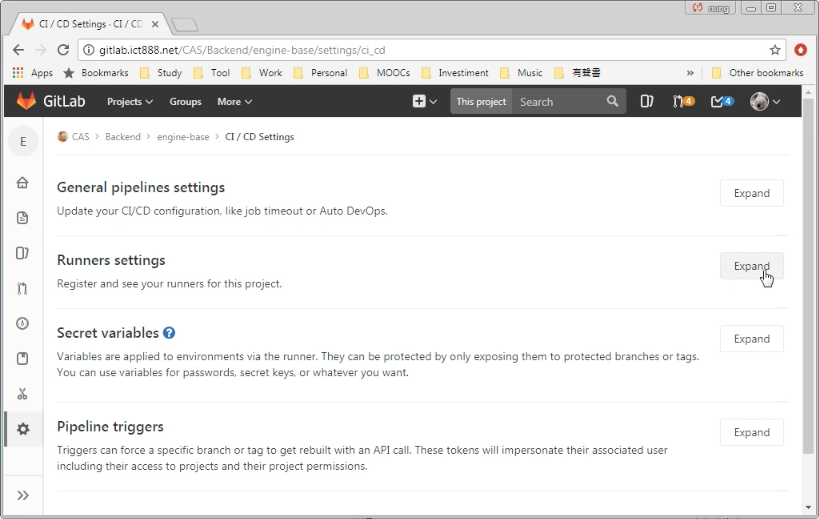 nung
CI / CD Settings · CI / CD
gitlab.ict888.net/CAS/Backend/engine-base/settings/ci_cd
Apps Bookmarks Study Tool Work Personal MOOCs Investiment Music 有聲書 » Other bookmarks
GitLab Projects Groups More This project Search 4 4
E
CAS > Backend > engine-base > CI / CD Settings
General pipelines settings
Expand
Update your CI/CD configuration, like job timeout or Auto DevOps.
Runners settings
Expand
Register and see your runners for this project.
Secret variables ?
Expand
Variables are applied to environments via the runner. They can be protected by only exposing them to protected branches or tags.
You can use variables for passwords, secret keys, or whatever you want.
Pipeline triggers
Expand
Triggers can force a specific branch or tag to get rebuilt with an API call. These tokens will impersonate their associated user
including their access to projects and their project permissions.